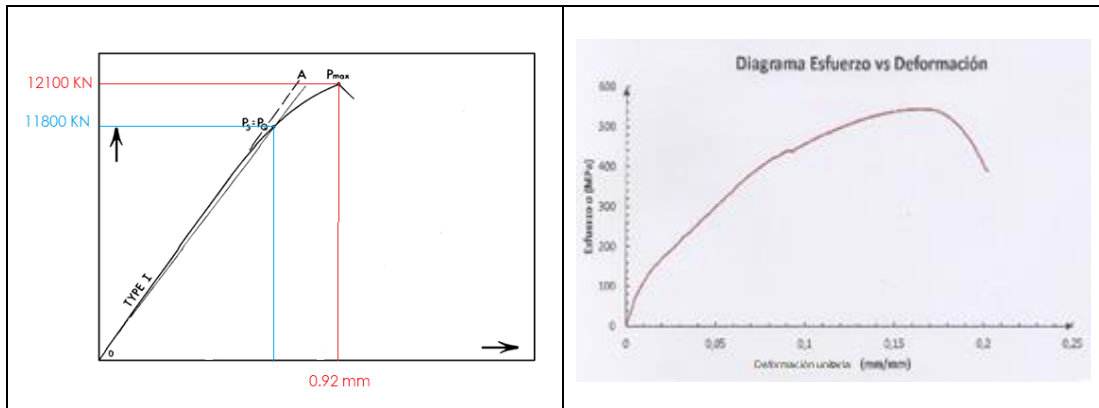 12100 KN
A
Pmax
11800 KN
P5 = PQ
TYPE I
0
0.92 mm
Diagrama Esfuerzo vs Deformación
Esfuerzo σ (MPa)
600
500
400
300
200
100
0
0
0,05
0,1
0,15
0,2
0,25
Deformación unitaria (mm/mm)